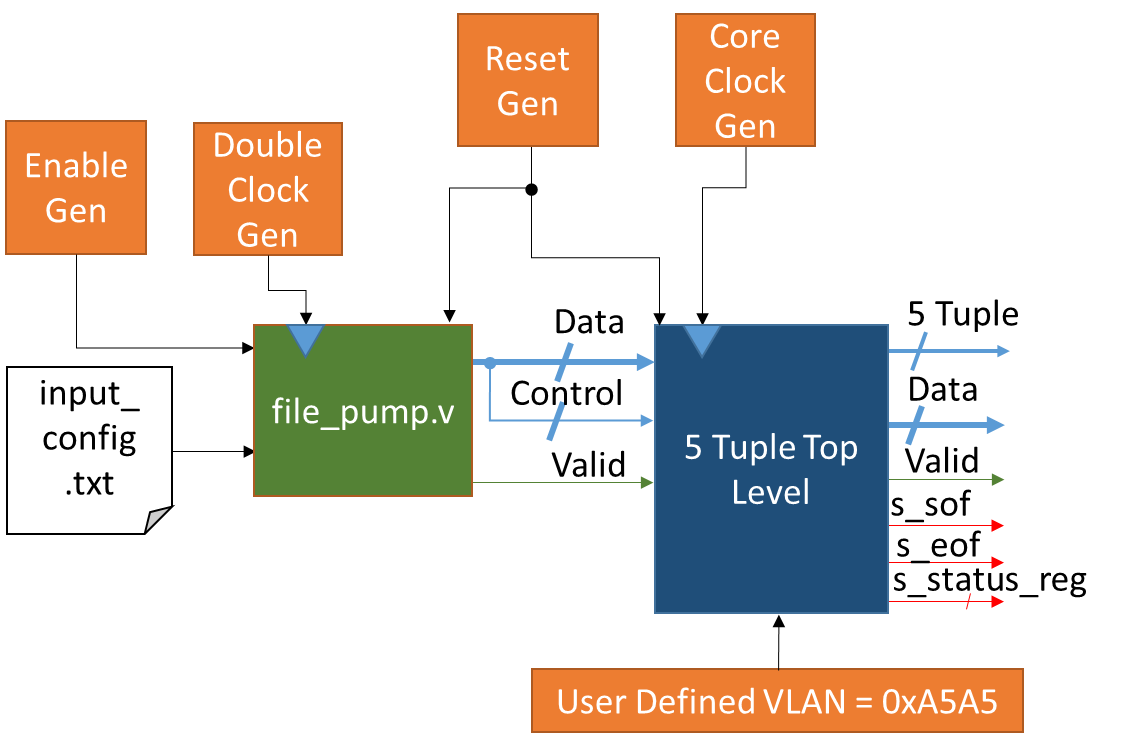 Reset
Gen
Core
Clock
Gen
Enable
Gen
Double
Clock
Gen
input_
config
.txt
file_pump.v
Data
Control
Valid
5 Tuple Top
Level
5 Tuple
Data
Valid
s_sof
s_eof
s_status_reg
User Defined VLAN = 0xA5A5